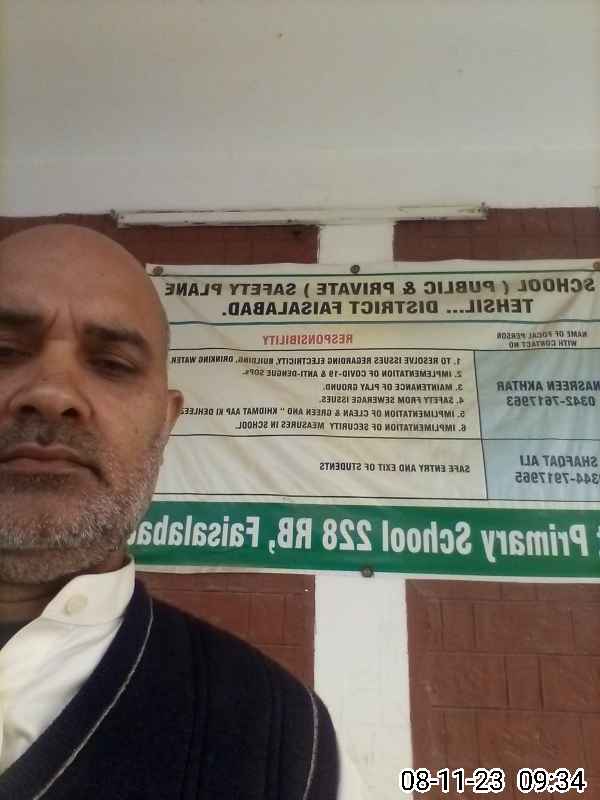 SCHOOL ( PUBLIC & PRIVATE ) SAFETY PLANE
TEHSIL.... DISTRICT FAISALABAD.
NAME OF FOCAL PERSON
WITH CONTACT NO
RESPONSIBILITY
NASREEN AKHTAR
0342-7617963
1. TO RESOLVE ISSUES REGARDING ELECTRICITY, BUILDING, DRINKING WATER.
2. IMPLEMENTATION OF COVID-19 & ANTI-DENGUE SOPs.
3. MAINTENANCE OF PLAY GROUND.
4. SAFETY FROM SEWERAGE ISSUES.
5. IMPLIMENTATION OF CLEAN OF GREEN AND " KHIDMAT AAP KI DEHLEEZ
6. IMPLIMENTATION OF SECURITY MEASURES IN SCHOOL.
SHAFQAT ALI
0344-7917965
SAFE ENTRY AND EXIT OF STUDENTS
Primary School 228 RB, Faisalabad
08-11-23 09:34